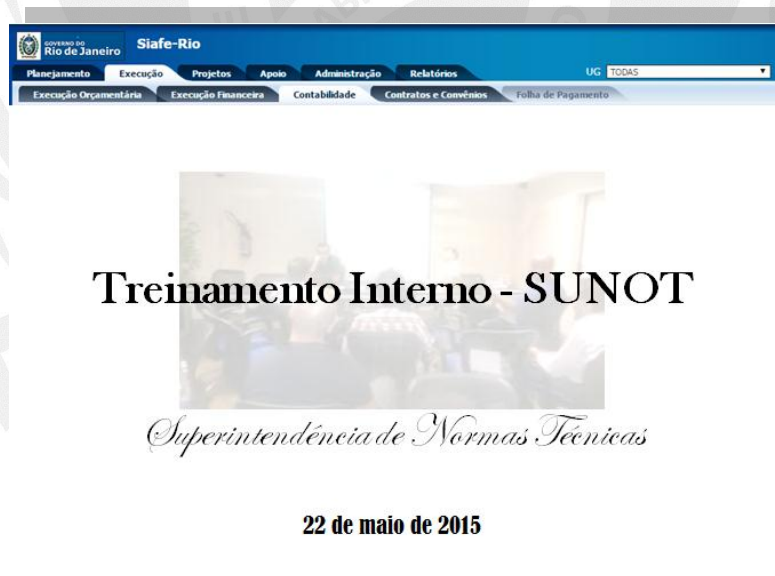 GOVERNO DO
Rio de Janeiro
Siafe-Rio
Planejamento Execução Projetos Apoio Administração Relatórios UG TODAS
Execução Orçamentária Execução Financeira Contabilidade Contratos e Convênios Folha de Pagamento
Treinamento Interno - SUNOT
Superintendência de Normas Técnicas
22 de maio de 2015